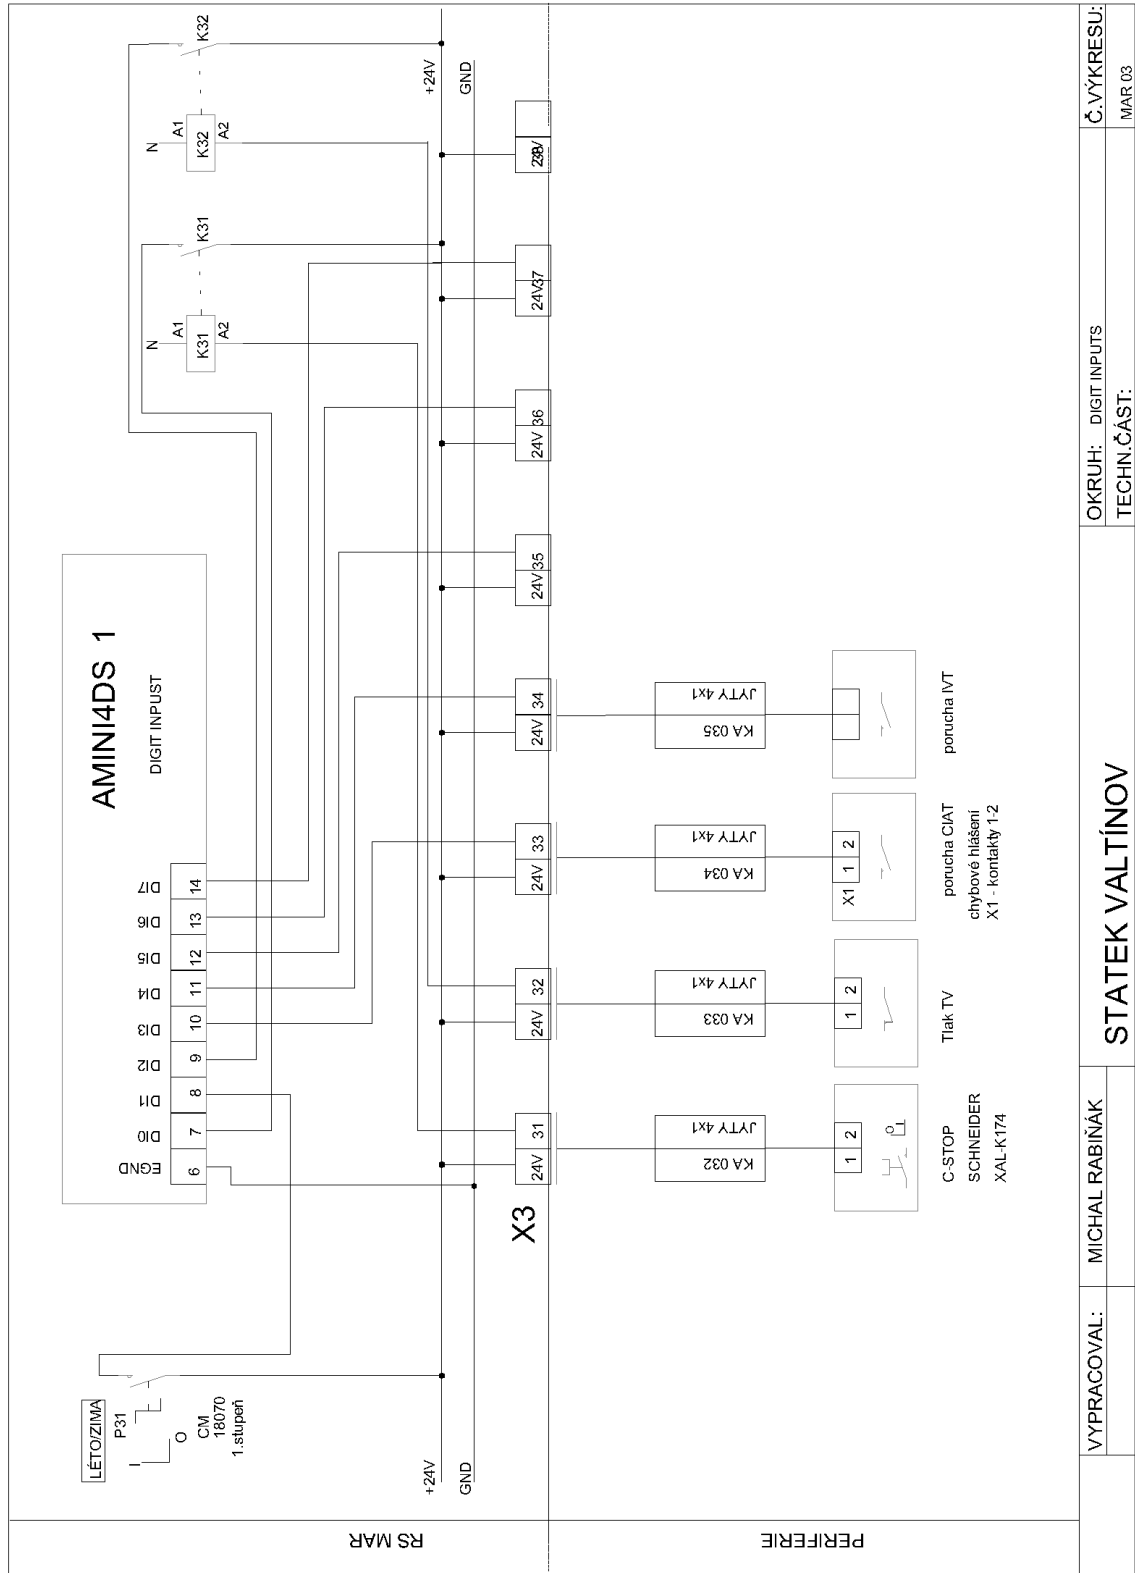 LÉTO/ZIMA
P31
I
O
CM
18070
1.stupeň
+24V
GND
AMINI4DS 1
DIGIT INPUST
EGND
DI0
DI1
DI2
DI3
DI4
DI5
DI6
DI7
6
7
8
9
10
11
12
13
14
N
A1
K31
A2
K31
N
A1
K32
A2
K32
+24V
GND
RS MAR
X3
24V 31
24V 32
24V 33
24V 34
24V 35
24V 36
24V 37
24V 38
PERIFERIE
KA 032
JYTY 4x1
KA 033
JYTY 4x1
KA 034
JYTY 4x1
KA 035
JYTY 4x1
1 2
1 2
X1 1 2
C-STOP
SCHNEIDER
XAL-K174
Tlak TV
porucha CIAT
chybové hlášení
X1 - kontakty 1-2
porucha IVT
VYPRACOVAL:
MICHAL RABIŇÁK
STATEK VALTÍNOV
OKRUH: DIGIT INPUTS
TECHN.ČÁST:
Č.VÝKRESU:
MAR 03